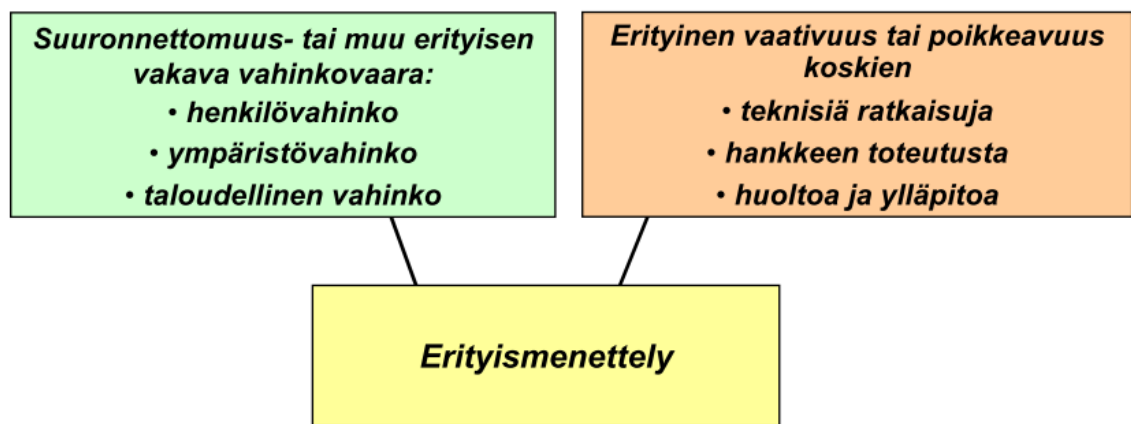 Suuronnettomuus- tai muu erityisen
vakava vahinkovaara:
• henkilövahinko
• ympäristövahinko
• taloudellinen vahinko
Erityinen vaativuus tai poikkeavuus
koskien
• teknisiä ratkaisuja
• hankkeen toteutusta
• huoltoa ja ylläpitoa
Erityismenettely